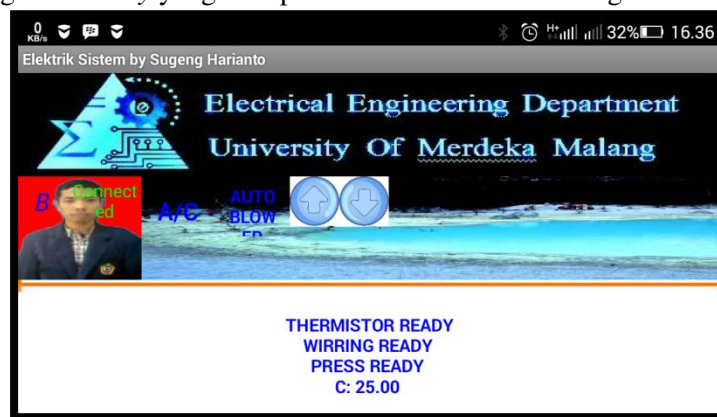 0
KB/s
H+ 32% 16.36
Elektrik Sistem by Sugeng Harianto
Electrical Engineering Department
University Of Merdeka Malang
B
Connect
ed
A/C
AUTO
BLOW
ER
THERMISTOR READY
WIRRING READY
PRESS READY
C: 25.00